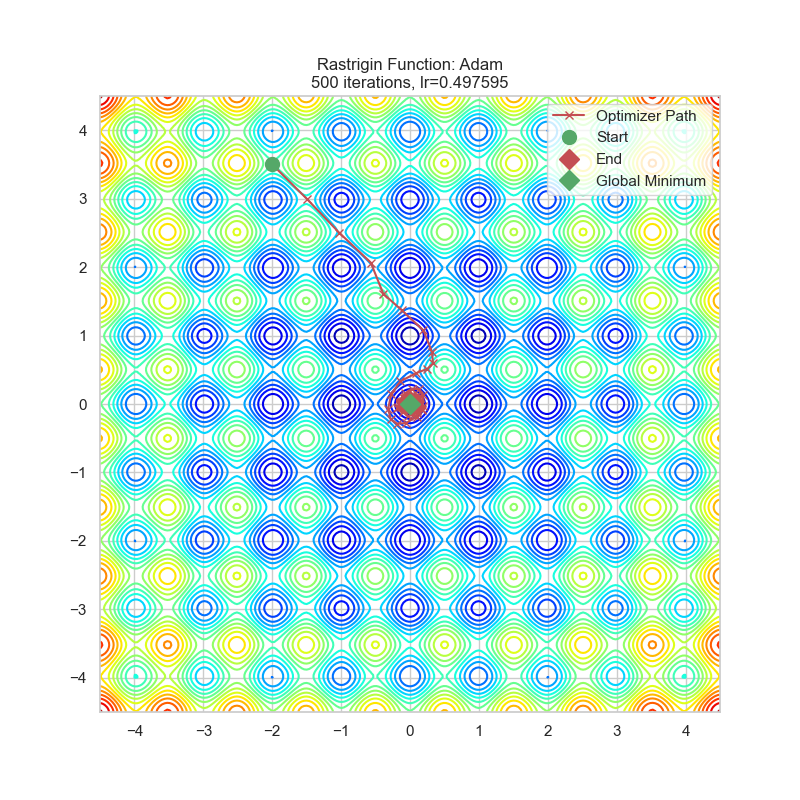 Rastrigin Function: Adam
500 iterations, lr=0.497595
Optimizer Path
Start
End
Global Minimum
4
3
2
1
0
−1
−2
−3
−4
−4 −3 −2 −1 0 1 2 3 4